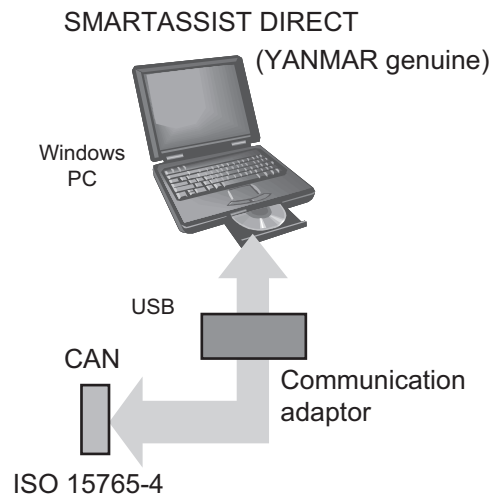 SMARTASSIST DIRECT
(YANMAR genuine)
Windows
PC
USB
CAN
Communication
adaptor
ISO 15765-4